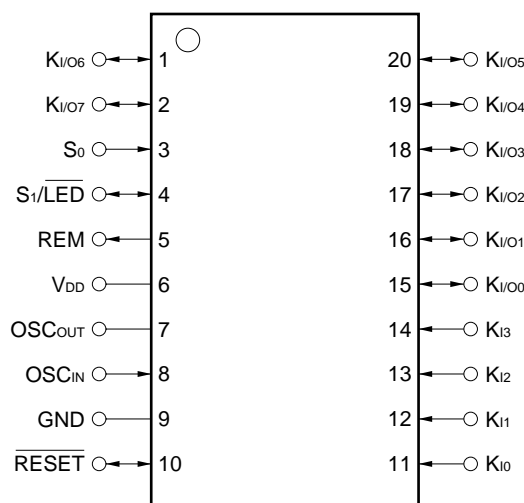 KI/O6 1 20 KI/O5
KI/O7 2 19 KI/O4
S0 3 18 KI/O3
S1/L̅E̅D̅ 4 17 KI/O2
REM 5 16 KI/O1
VDD 6 15 KI/O0
OSCOUT 7 14 KI3
OSCIN 8 13 KI2
GND 9 12 KI1
R̅E̅S̅E̅T̅ 10 11 KI0